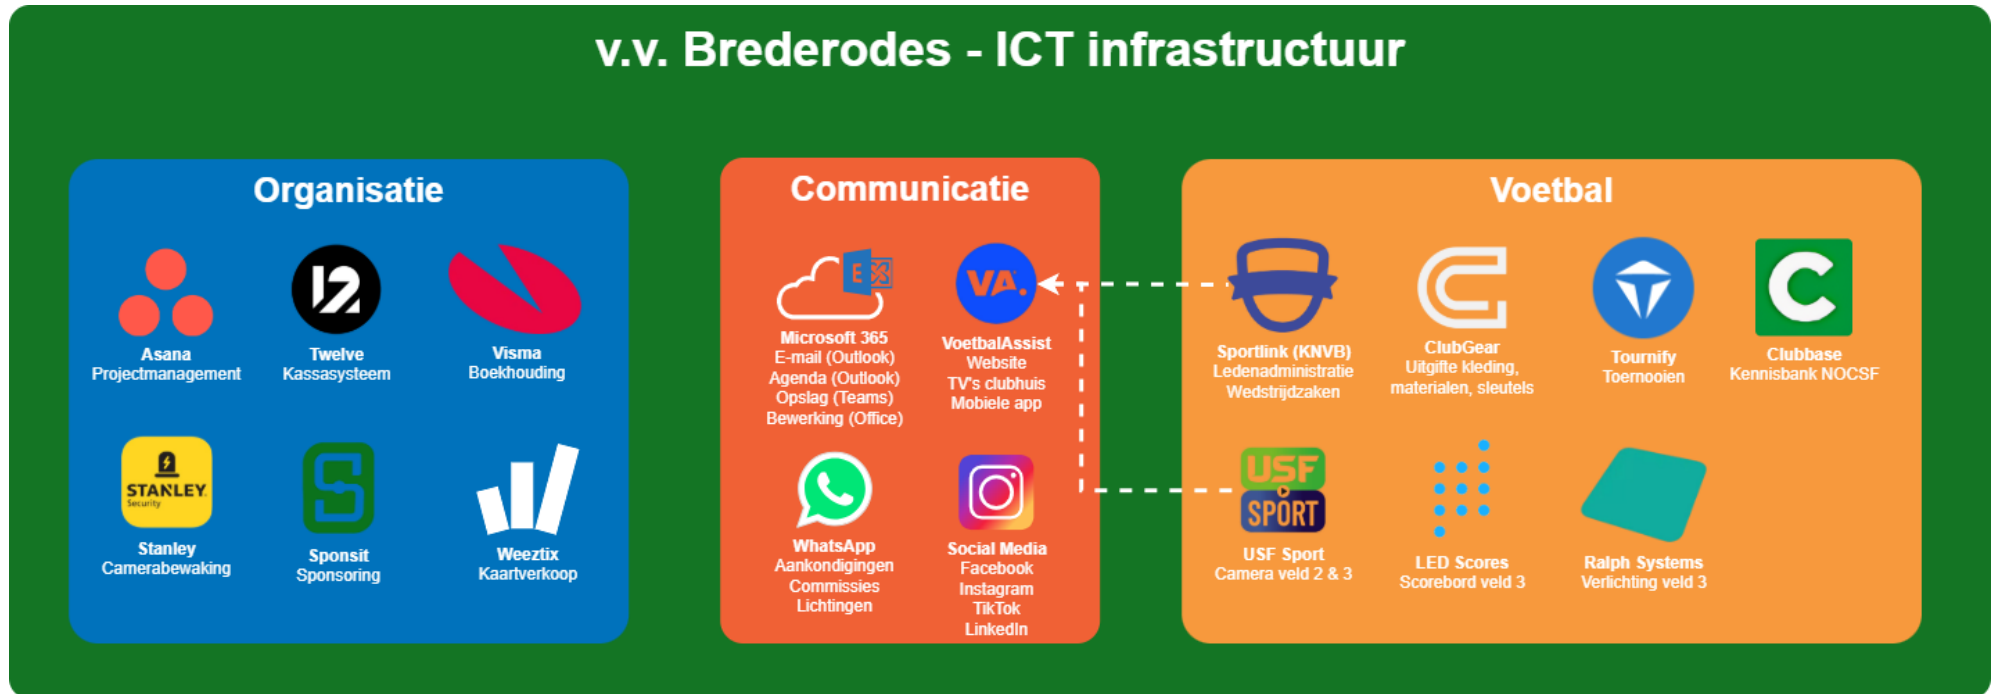 v.v. Brederodes - ICT infrastructuur
Organisatie
12
Asana
Projectmanagement
Twelve
Kassasysteem
Visma
Boekhouding
STANLEY.
Security
Stanley
Camerabewaking
S
Sponsit
Sponsoring
Weeztix
Kaartverkoop
Communicatie
E
Microsoft 365
E-mail (Outlook)
Agenda (Outlook)
Opslag (Teams)
Bewerking (Office)
VA.
VoetbalAssist
Website
TV's clubhuis
Mobiele app
WhatsApp
Aankondigingen
Commissies
Lichtingen
Social Media
Facebook
Instagram
TikTok
LinkedIn
Voetbal
Sportlink (KNVB)
Ledenadministratie
Wedstrijdzaken
ClubGear
Uitgifte kleding,
materialen, sleutels
Tournify
Toernooien
C
Clubbase
Kennisbank NOCSF
USF
SPORT
USF Sport
Camera veld 2 & 3
LED Scores
Scorebord veld 3
Ralph Systems
Verlichting veld 3